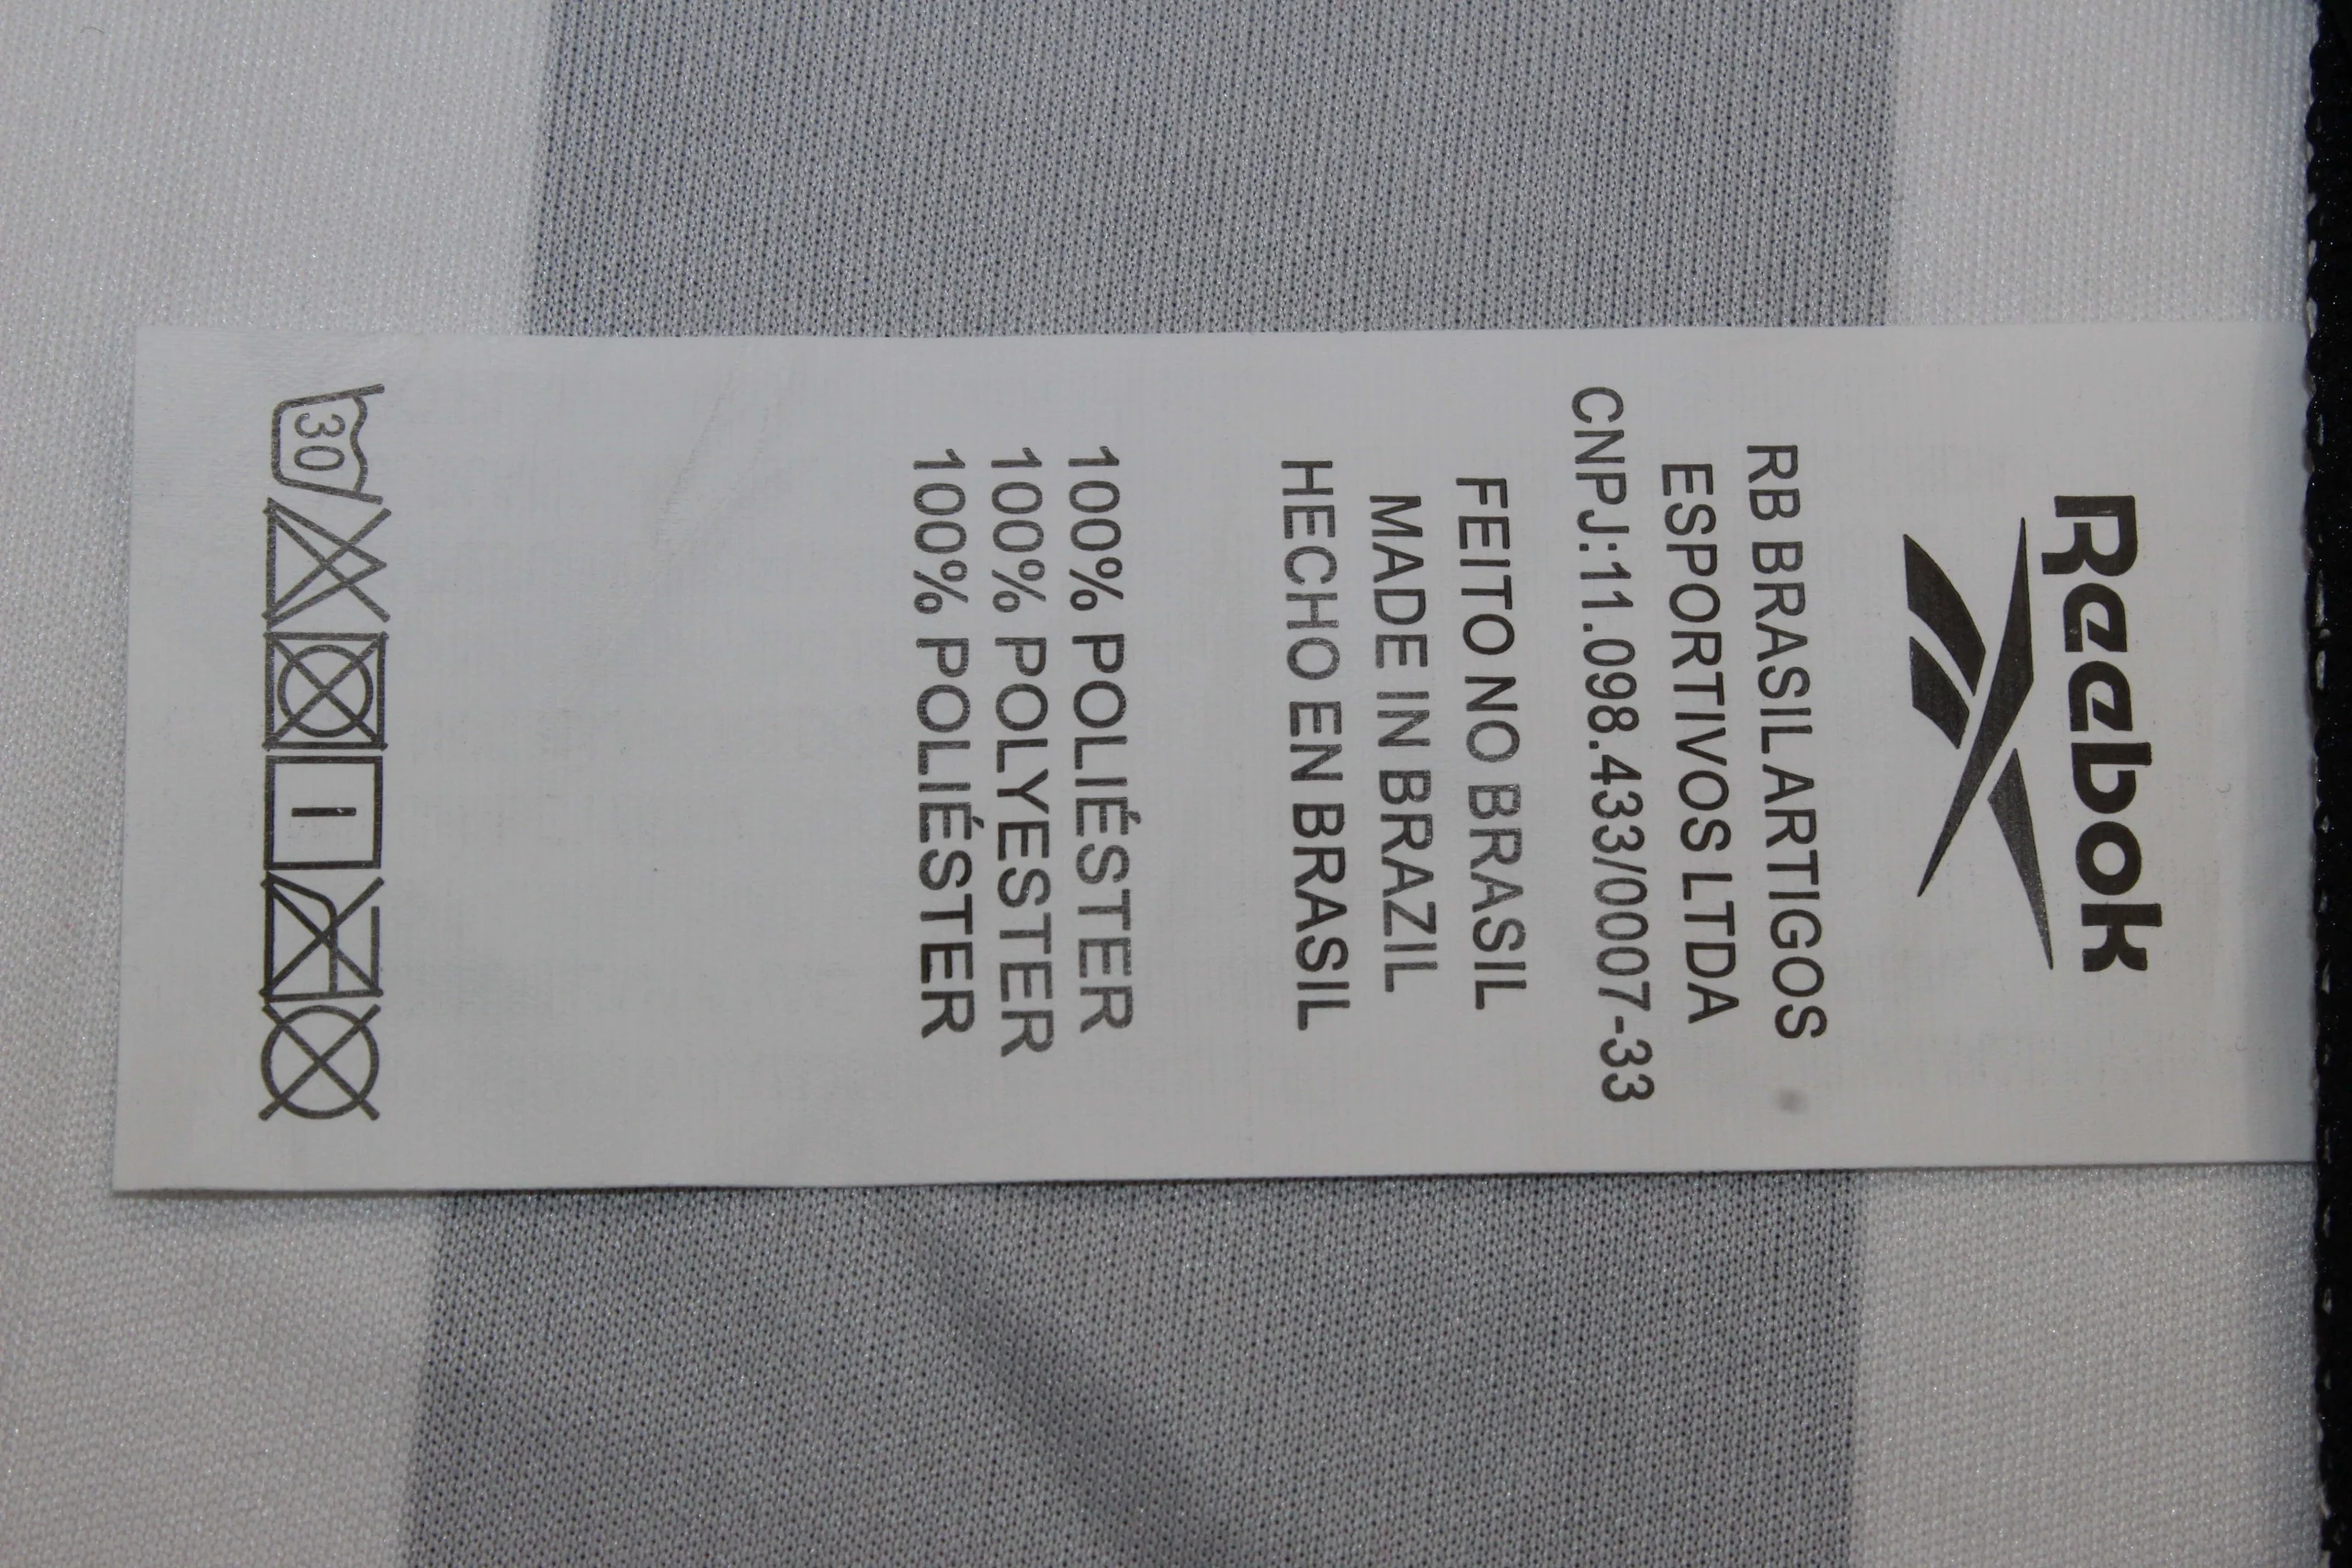 Reebok
RB BRASIL ARTIGOS
ESPORTIVOS LTDA
CNPJ:11.098.433/0007-33
FEITO NO BRASIL
MADE IN BRAZIL
HECHO EN BRASIL
100% POLIÉSTER
100% POLYESTER
100% POLIÉSTER
30